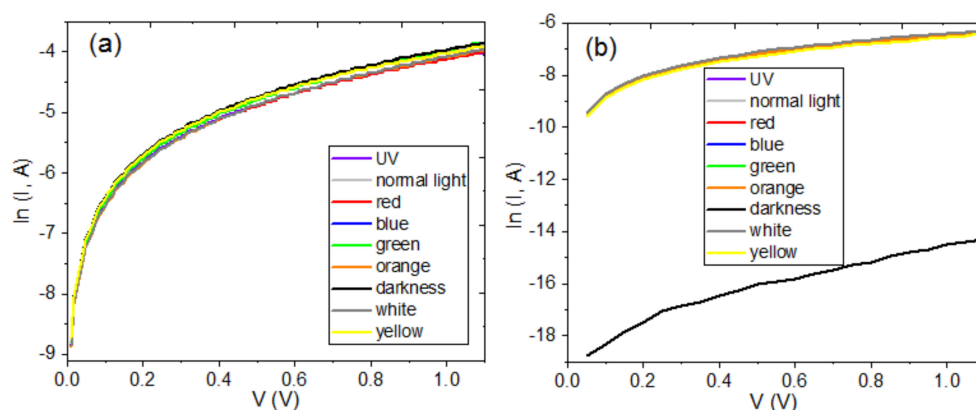 (a)
-4
-5
-6
-7
-8
-9
ln (I, A)
UV
normal light
red
blue
green
orange
darkness
white
yellow
0.0 0.2 0.4 0.6 0.8 1.0
V (V)
(b)
-6
-8
-10
-12
-14
-16
-18
ln (I, A)
UV
normal light
red
blue
green
orange
darkness
white
yellow
0.0 0.2 0.4 0.6 0.8 1.0
V (V)